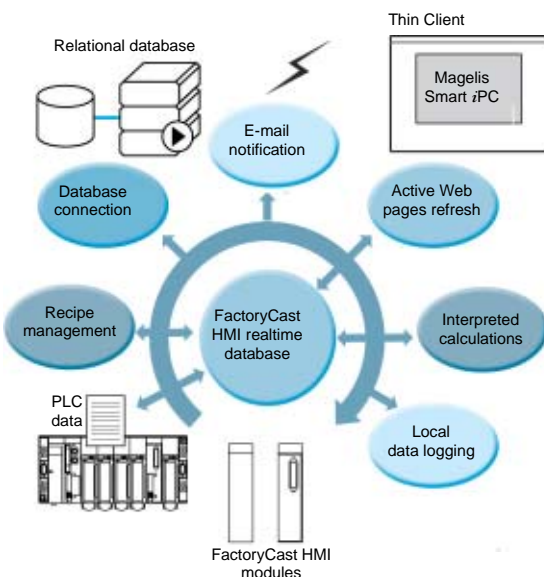 Thin Client
Relational database
Magelis
Smart iPC
E-mail
notification
Database
connection
Active Web
pages refresh
Recipe
management
FactoryCast
HMI realtime
database
Interpreted
calculations
PLC
data
Local
data logging
FactoryCast HMI
modules